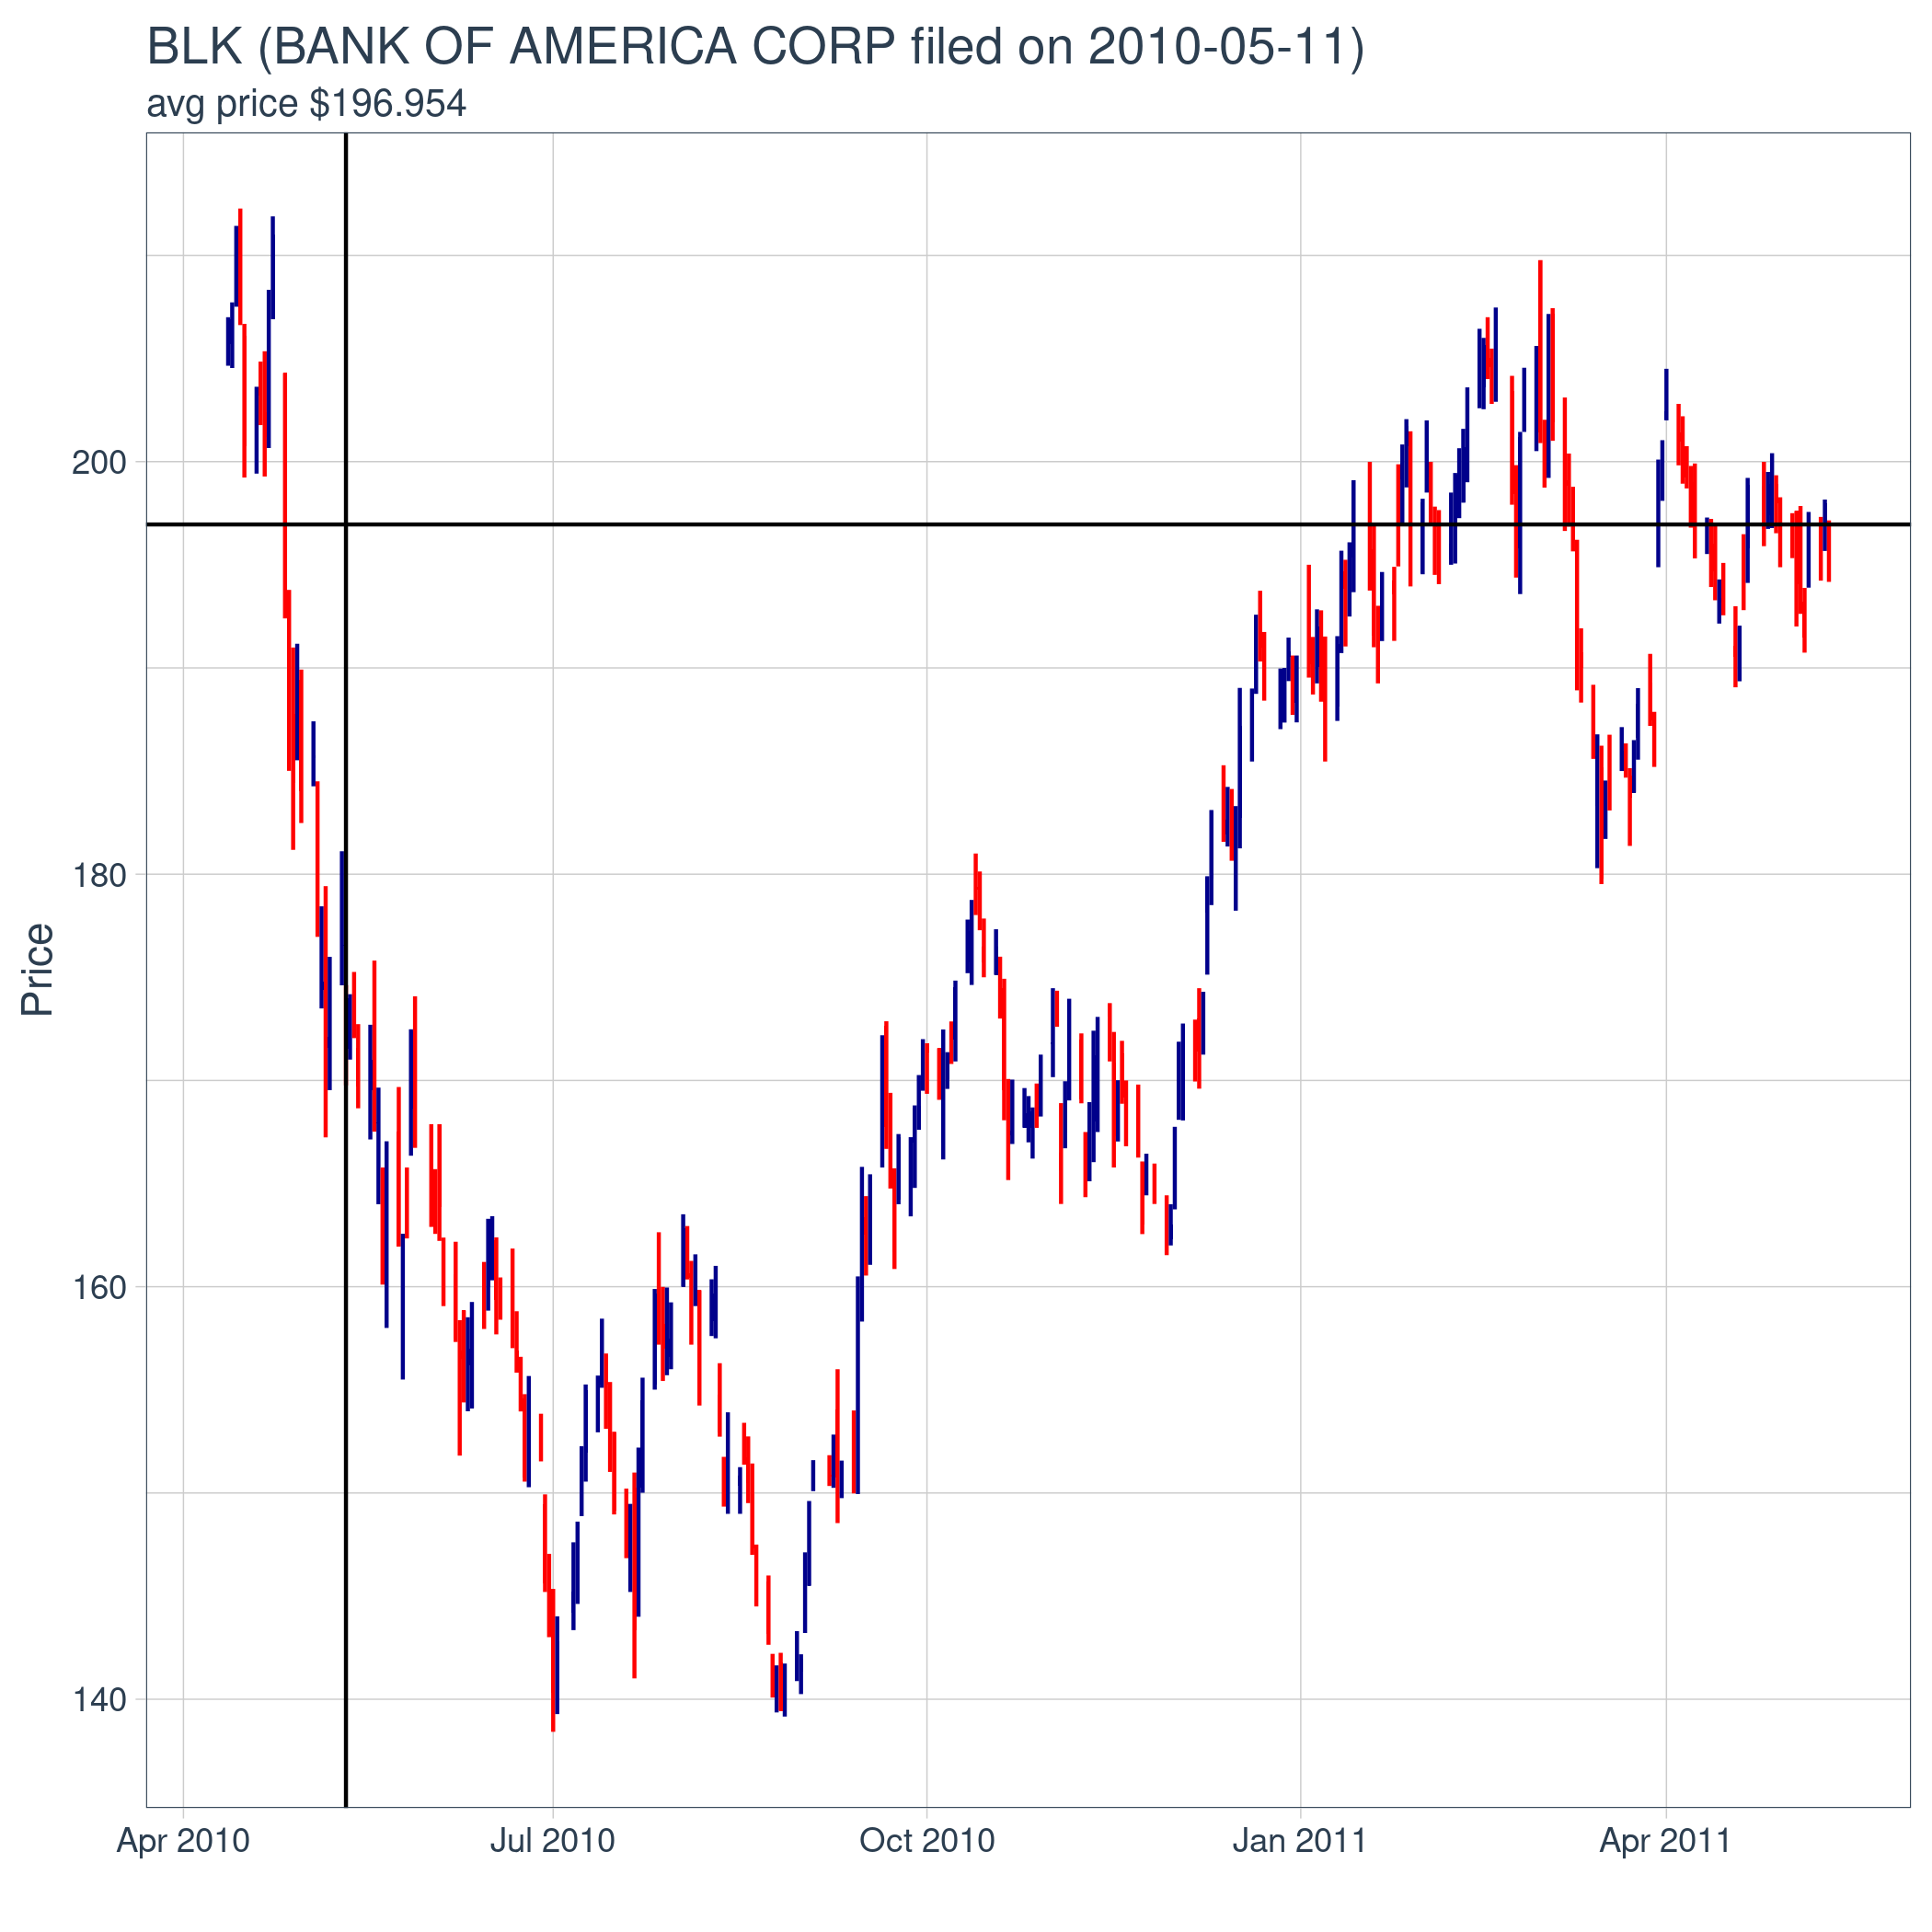 BLK (BANK OF AMERICA CORP filed on 2010-05-11)
avg price $196.954
Price
200
180
160
140
Apr 2010 Jul 2010 Oct 2010 Jan 2011 Apr 2011